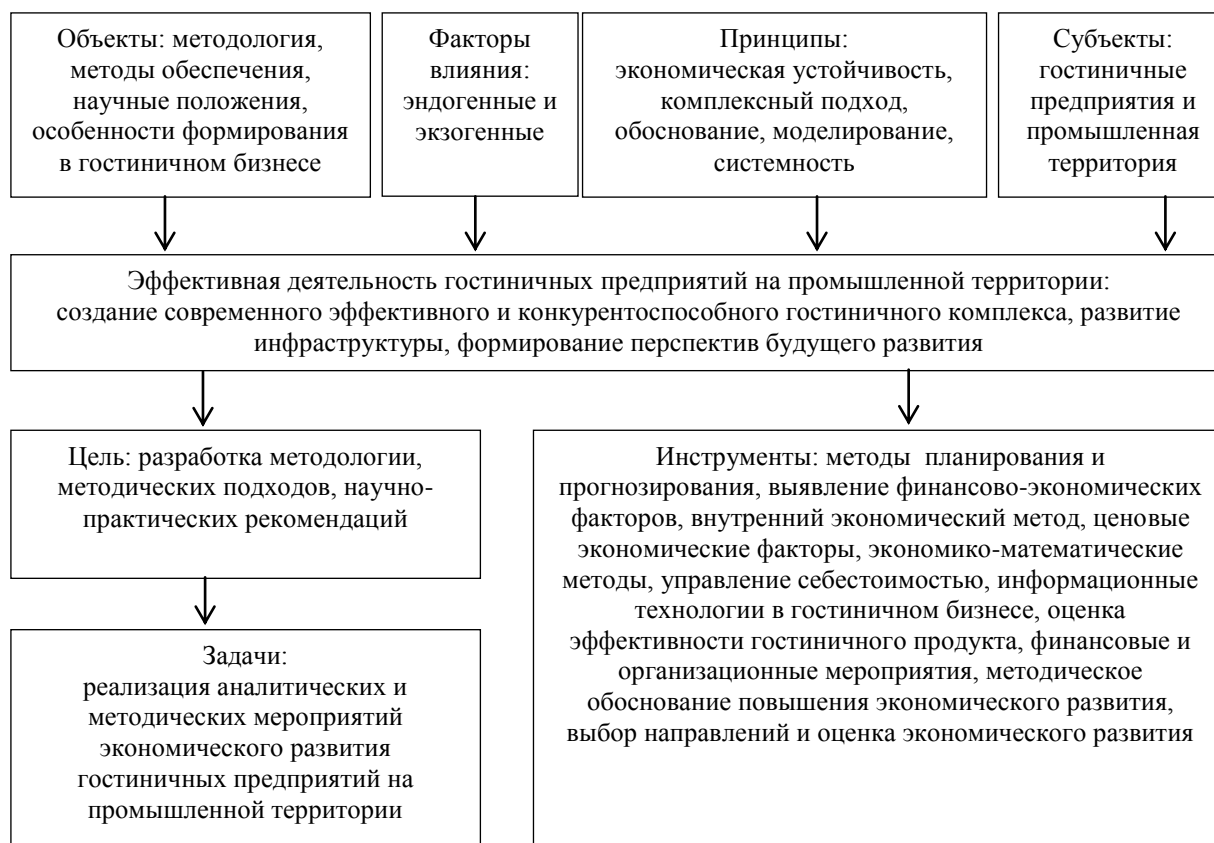 Объекты: методология,
методы обеспечения,
научные положения,
особенности формирования
в гостиничном бизнесе
Факторы
влияния:
эндогенные и
экзогенные
Принципы:
экономическая устойчивость,
комплексный подход,
обоснование, моделирование,
системность
Субъекты:
гостиничные
предприятия и
промышленная
территория
Эффективная деятельность гостиничных предприятий на промышленной территории:
создание современного эффективного и конкурентоспособного гостиничного комплекса, развитие
инфраструктуры, формирование перспектив будущего развития
Цель: разработка методологии,
методических подходов, научно-
практических рекомендаций
Задачи:
реализация аналитических и
методических мероприятий
экономического развития
гостиничных предприятий на
промышленной территории
Инструменты: методы планирования и
прогнозирования, выявление финансово-экономических
факторов, внутренний экономический метод, ценовые
экономические факторы, экономико-математические
методы, управление себестоимостью, информационные
технологии в гостиничном бизнесе, оценка
эффективности гостиничного продукта, финансовые и
организационные мероприятия, методическое
обоснование повышения экономического развития,
выбор направлений и оценка экономического развития